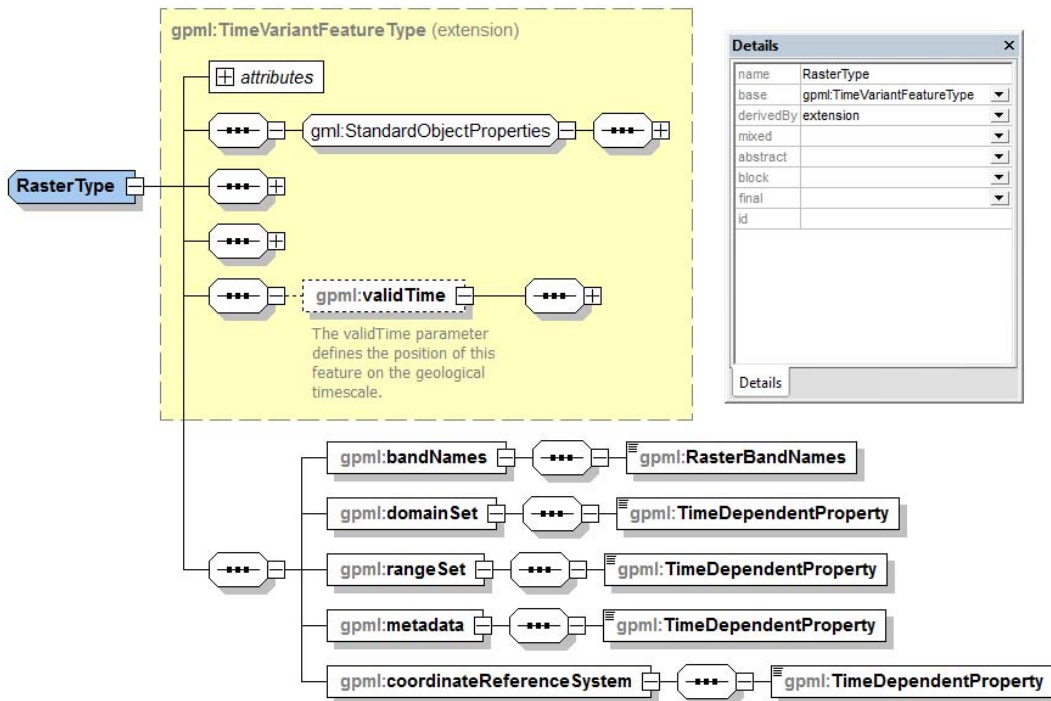 gpml:TimeVariantFeatureType (extension)
attributes
gml:StandardObjectProperties
RasterType
gpml:validTime
The validTime parameter
defines the position of this
feature on the geological
timescale.
Details ×
name RasterType
base gpml:TimeVariantFeatureType
derivedBy extension
mixed
abstract
block
final
id
Details
gpml:bandNames gpml:RasterBandNames
gpml:domainSet gpml:TimeDependentProperty
gpml:rangeSet gpml:TimeDependentProperty
gpml:metadata gpml:TimeDependentProperty
gpml:coordinateReferenceSystem gpml:TimeDependentProperty